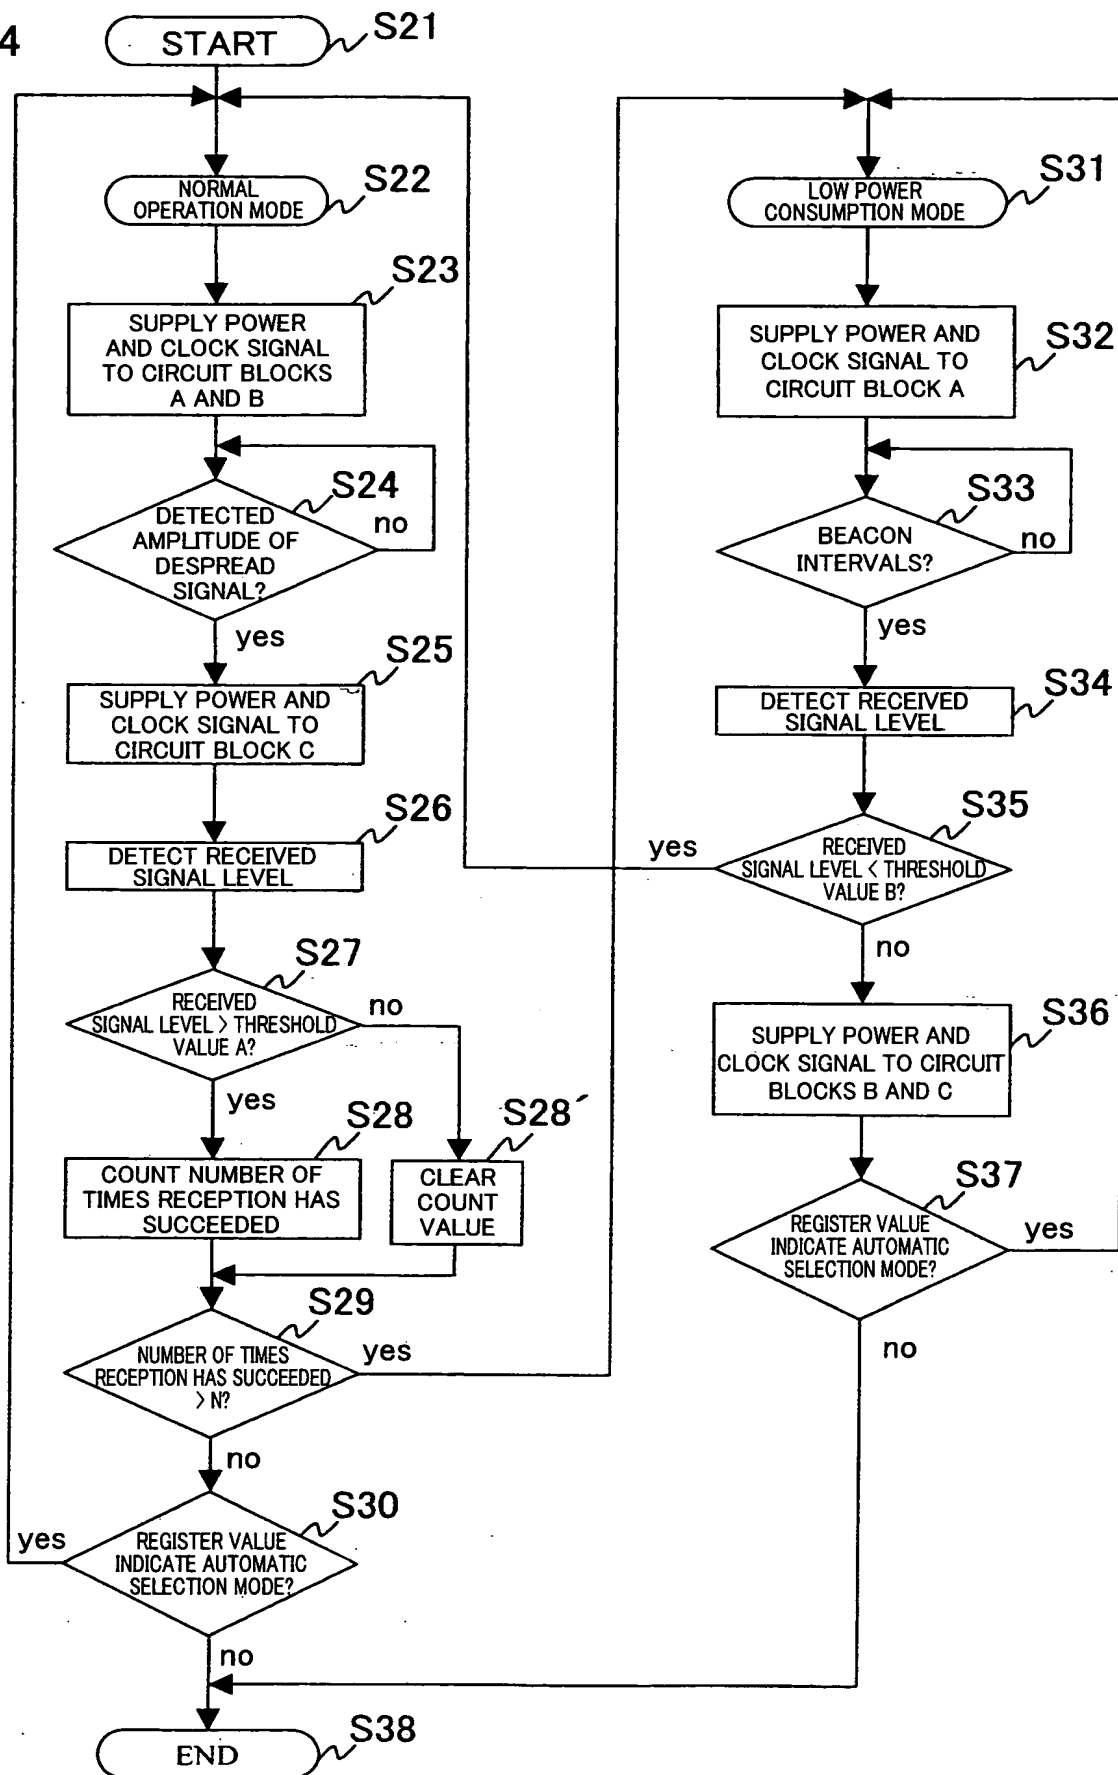 4
START
S21
NORMAL
OPERATION MODE
S22
SUPPLY POWER
AND CLOCK SIGNAL
TO CIRCUIT BLOCKS
A AND B
S23
DETECTED
AMPLITUDE OF
DESPREAD
SIGNAL?
S24
no
yes
SUPPLY POWER AND
CLOCK SIGNAL TO
CIRCUIT BLOCK C
S25
DETECT RECEIVED
SIGNAL LEVEL
S26
RECEIVED
SIGNAL LEVEL > THRESHOLD
VALUE A?
S27
no
yes
COUNT NUMBER OF
TIMES RECEPTION HAS
SUCCEEDED
S28
CLEAR
COUNT
VALUE
S28´
NUMBER OF TIMES
RECEPTION HAS SUCCEEDED
> N?
S29
yes
no
REGISTER VALUE
INDICATE AUTOMATIC
SELECTION MODE?
S30
yes
no
END
S38
LOW POWER
CONSUMPTION MODE
S31
SUPPLY POWER AND
CLOCK SIGNAL TO
CIRCUIT BLOCK A
S32
BEACON
INTERVALS?
S33
no
yes
DETECT RECEIVED
SIGNAL LEVEL
S34
RECEIVED
SIGNAL LEVEL < THRESHOLD
VALUE B?
S35
yes
no
SUPPLY POWER AND
CLOCK SIGNAL TO CIRCUIT
BLOCKS B AND C
S36
REGISTER VALUE
INDICATE AUTOMATIC
SELECTION MODE?
S37
yes
no